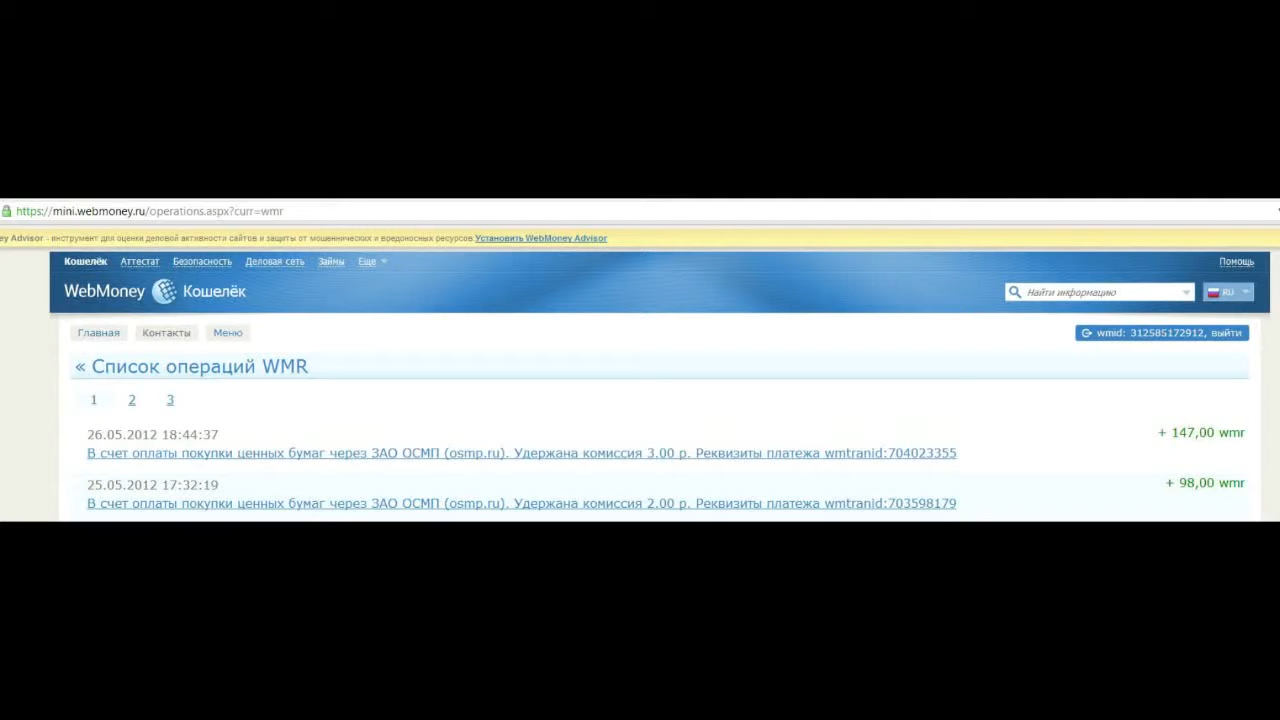 https://mini.webmoney.ru/operations.aspx?curr=wmr
ey Advisor - инструмент для оценки деловой активности сайтов и защиты от мошеннических и вредоносных ресурсов. Установить WebMoney Advisor
Кошелёк Аттестат Безопасность Деловая сеть Займы Еще Помощь
WebMoney Кошелёк Найти информацию RU
Главная Контакты Меню wmid: 312585172912, выйти
« Список операций WMR
1 2 3
26.05.2012 18:44:37 + 147,00 wmr
В счет оплаты покупки ценных бумаг через ЗАО ОСМП (osmp.ru). Удержана комиссия 3.00 р. Реквизиты платежа wmtranid:704023355
25.05.2012 17:32:19 + 98,00 wmr
В счет оплаты покупки ценных бумаг через ЗАО ОСМП (osmp.ru). Удержана комиссия 2.00 р. Реквизиты платежа wmtranid:703598179